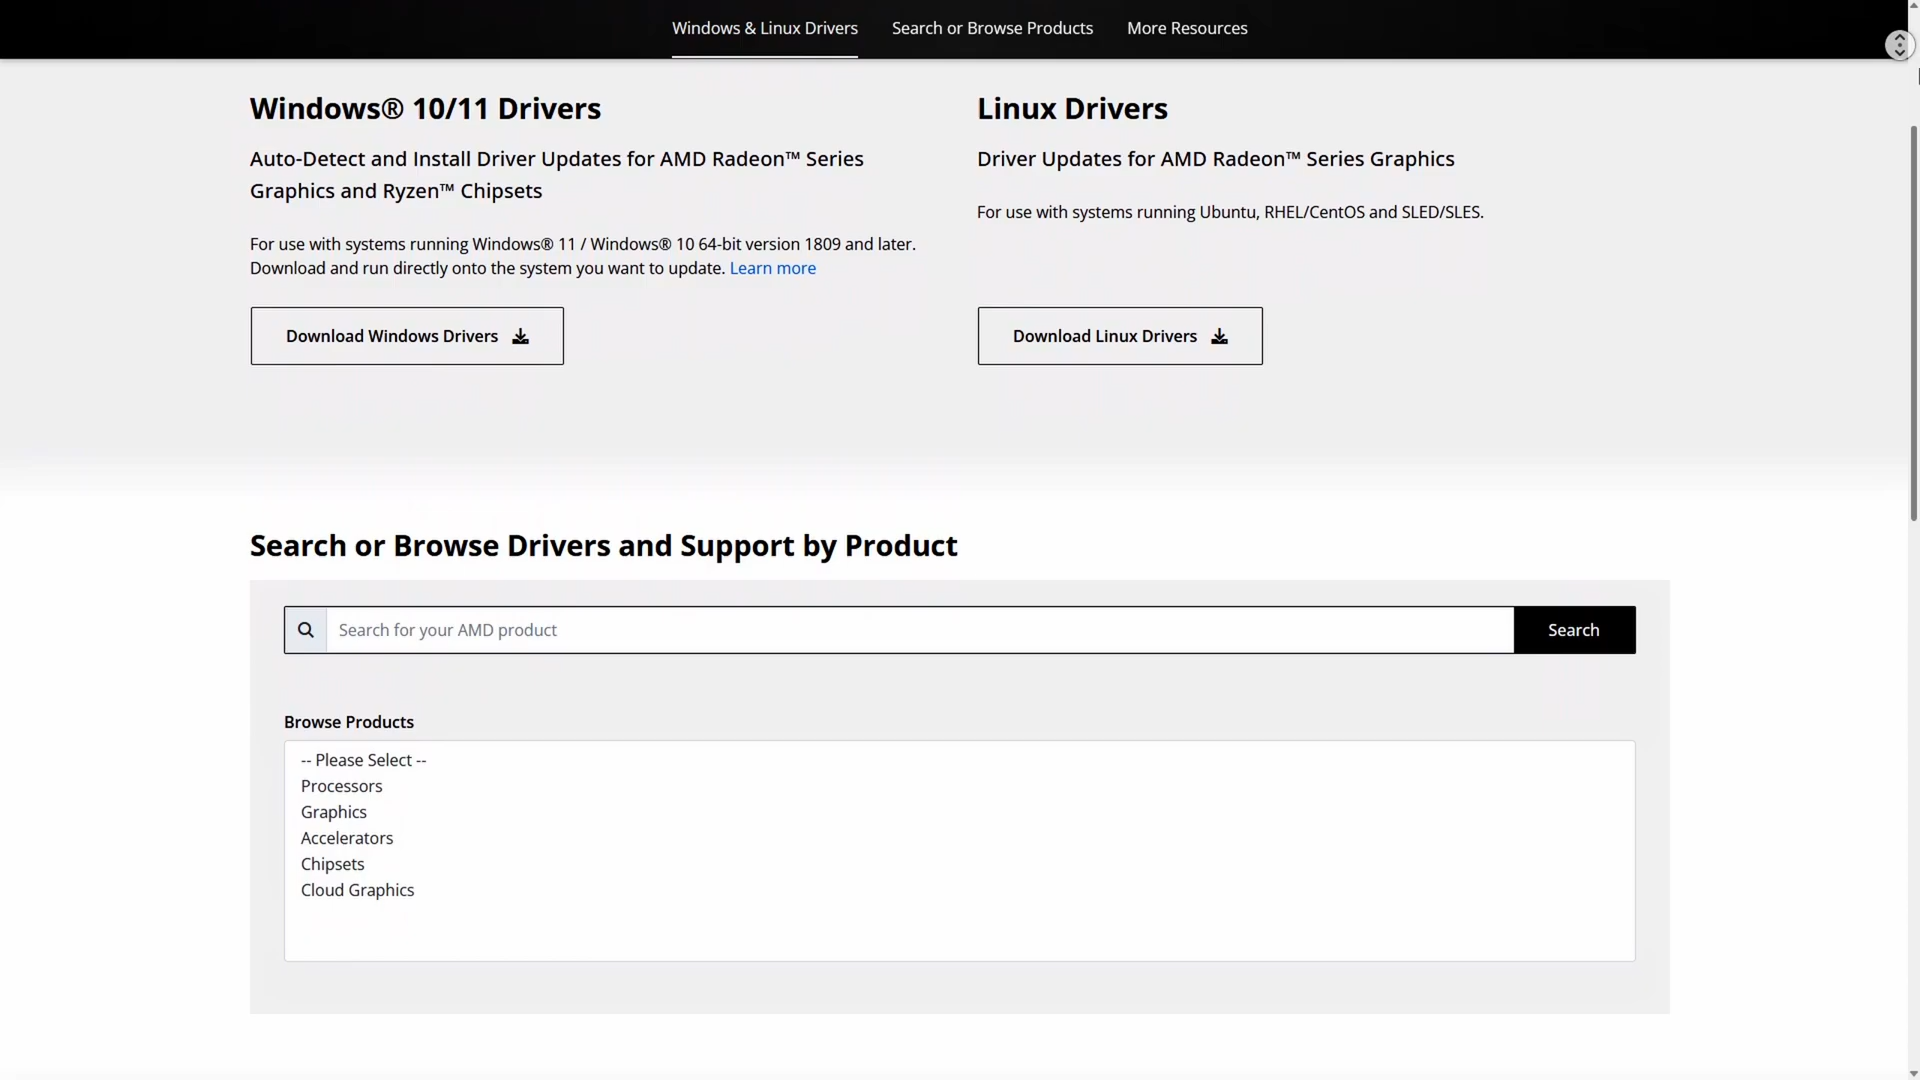 Windows & Linux Drivers
Search or Browse Products
More Resources
Windows® 10/11 Drivers
Auto-Detect and Install Driver Updates for AMD Radeon™ Series
Graphics and Ryzen™ Chipsets
For use with systems running Windows® 11 / Windows® 10 64-bit version 1809 and later.
Download and run directly onto the system you want to update. Learn more
Download Windows Drivers
Linux Drivers
Driver Updates for AMD Radeon™ Series Graphics
For use with systems running Ubuntu, RHEL/CentOS and SLED/SLES.
Download Linux Drivers
Search or Browse Drivers and Support by Product
Search for your AMD product
Search
Browse Products
-- Please Select --
Processors
Graphics
Accelerators
Chipsets
Cloud Graphics